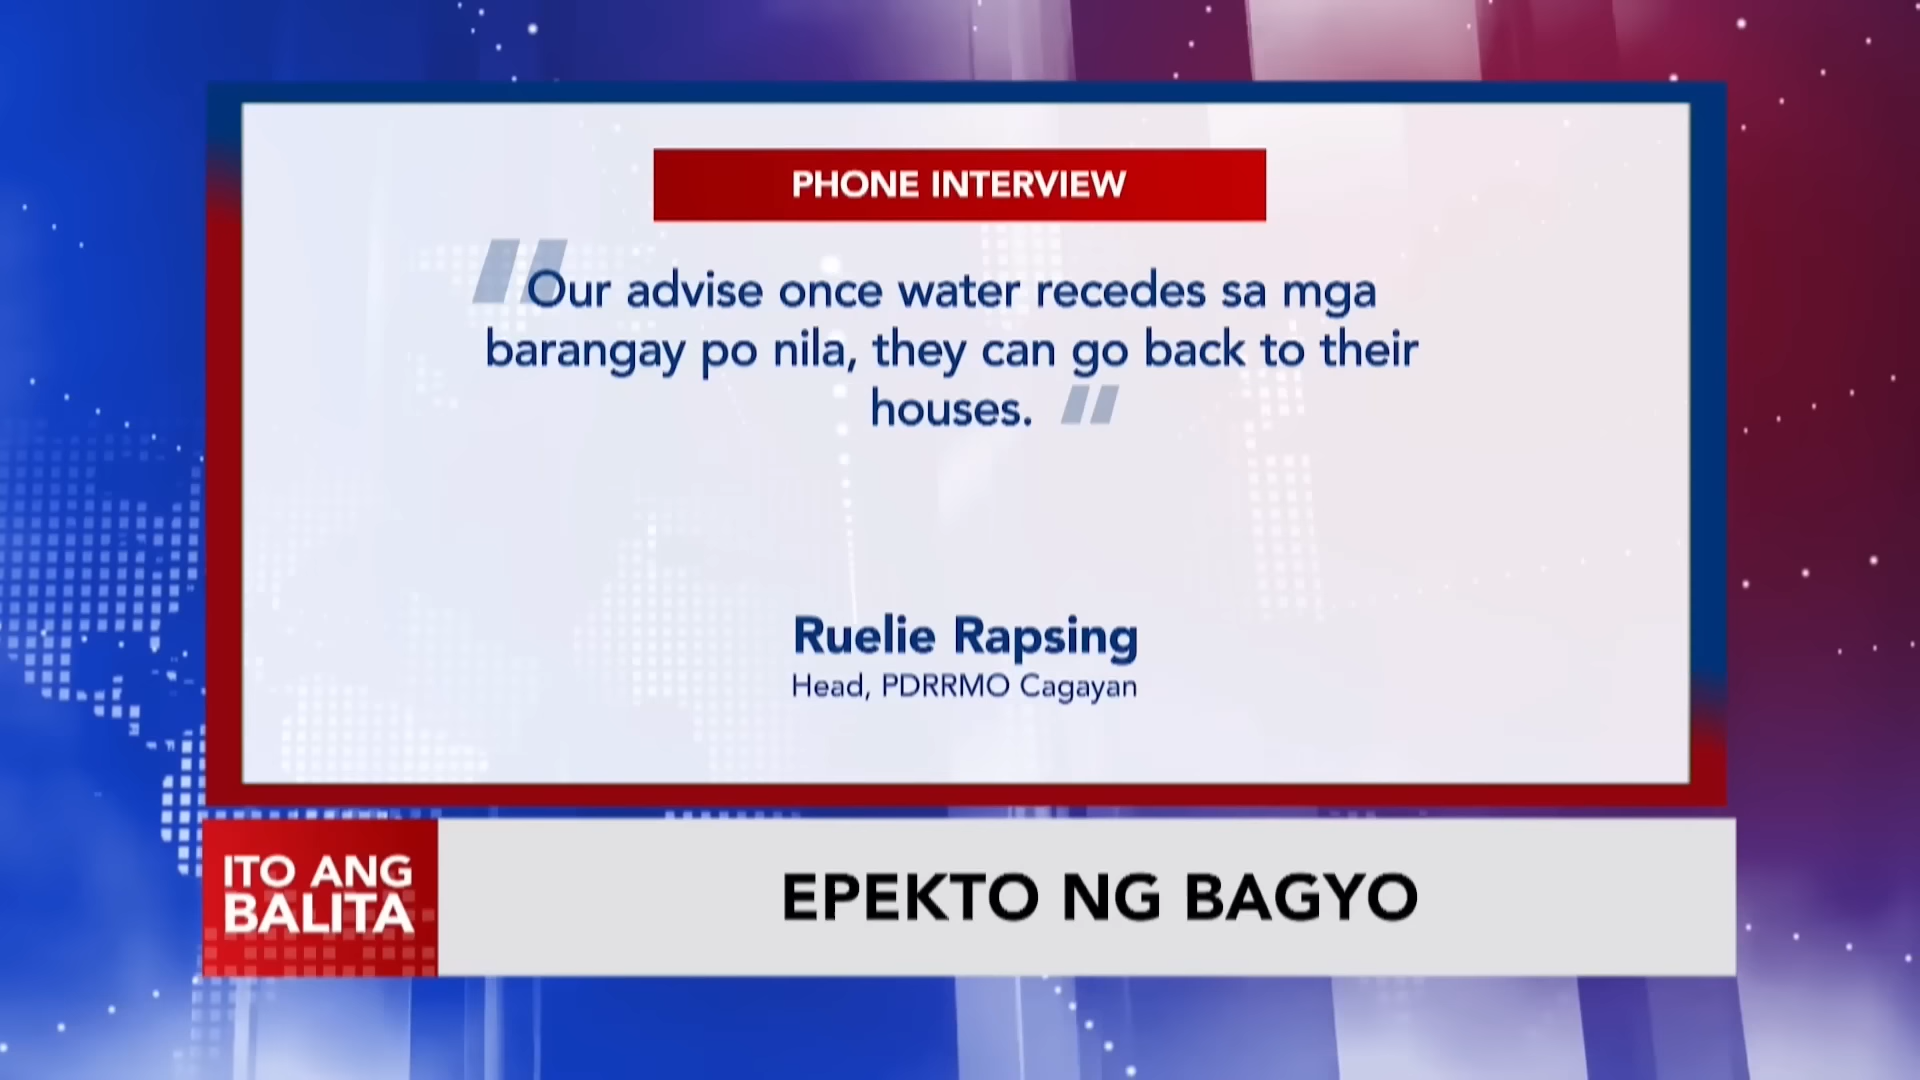 PHONE INTERVIEW
"Our advise once water recedes sa mga
barangay po nila, they can go back to their
houses. "
Ruelie Rapsing
Head, PDRRMO Cagayan
ITO ANG
BALITA
EPEKTO NG BAGYO